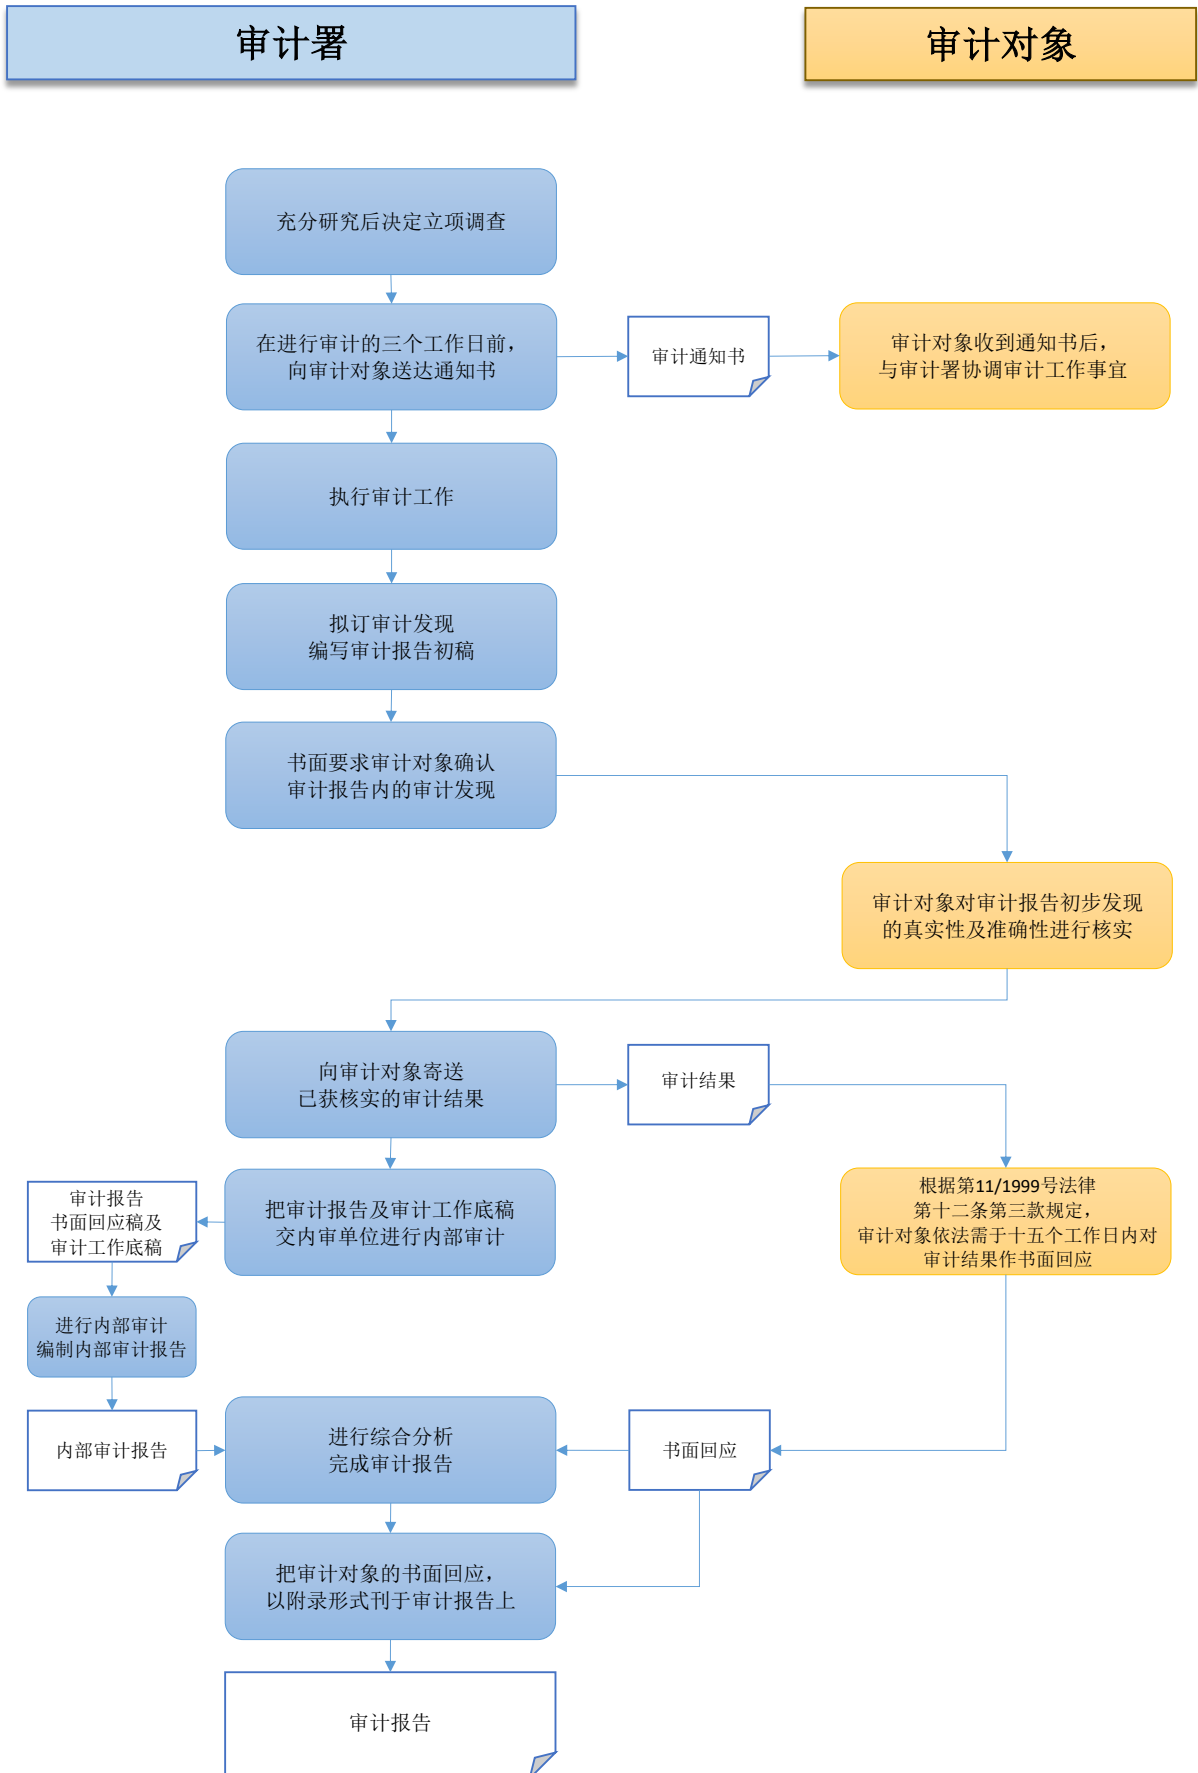 审计署
审计对象
充分研究后决定立项调查
在进行审计的三个工作日前，
向审计对象送达通知书
审计通知书
审计对象收到通知书后，
与审计署协调审计工作事宜
执行审计工作
拟订审计发现
编写审计报告初稿
书面要求审计对象确认
审计报告内的审计发现
审计对象对审计报告初步发现
的真实性及准确性进行核实
向审计对象寄送
已获核实的审计结果
审计结果
审计报告
书面回应稿及
审计工作底稿
把审计报告及审计工作底稿
交内审单位进行内部审计
根据第11/1999号法律
第十二条第三款规定，
审计对象依法需于十五个工作日内对
审计结果作书面回应
进行内部审计
编制内部审计报告
内部审计报告
进行综合分析
完成审计报告
书面回应
把审计对象的书面回应，
以附录形式刊于审计报告上
审计报告